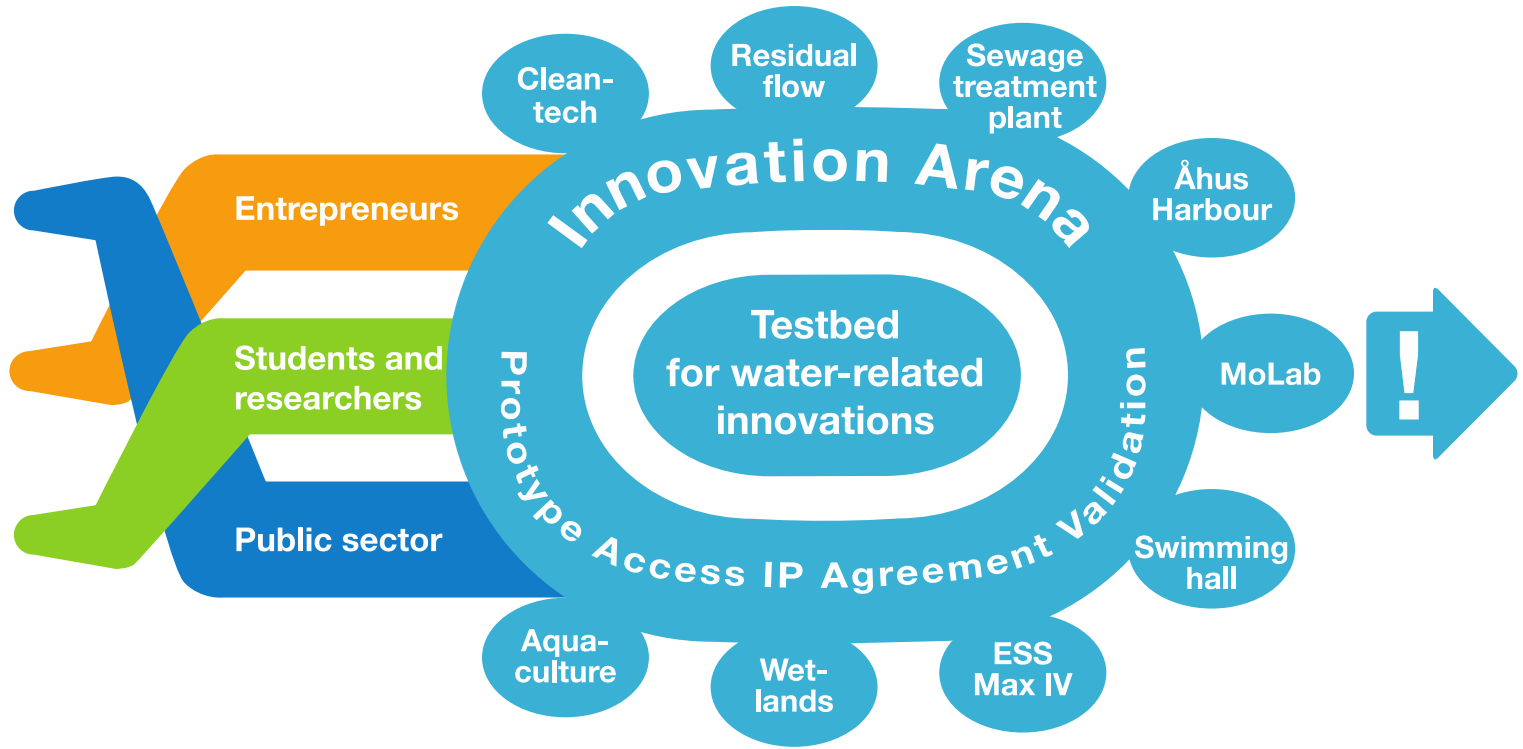 Clean-
tech
Residual
flow
Sewage
treatment
plant
Åhus
Harbour
MoLab
Swimming
hall
ESS
Max IV
Wet-
lands
Aqua-
culture
Entrepreneurs
Students and
researchers
Public sector
Innovation Arena
Testbed
for water-related
innovations
Prototype Access IP Agreement Validation
!